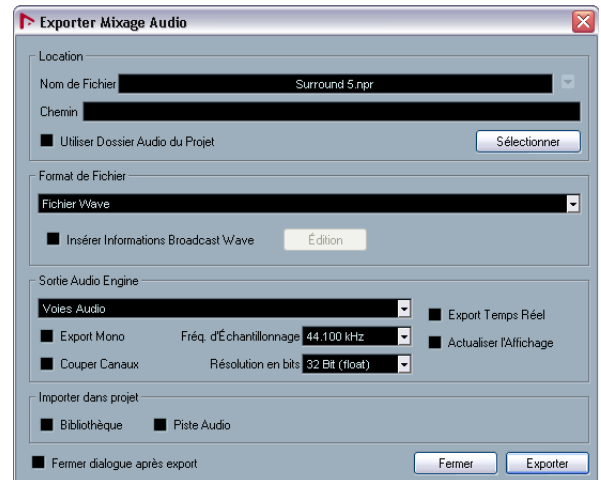 Exporter Mixage Audio
Location
Nom de Fichier Surround 5.npr
Chemin
Utiliser Dossier Audio du Projet Sélectionner
Format de Fichier
Fichier Wave
Insérer Informations Broadcast Wave Édition
Sortie Audio Engine
Voies Audio Export Temps Réel
Export Mono Fréq. d'Échantillonnage 44.100 kHz Actualiser l'Affichage
Couper Canaux Résolution en bits 32 Bit (float)
Importer dans projet
Bibliothèque Piste Audio
Fermer dialogue après export Fermer Exporter